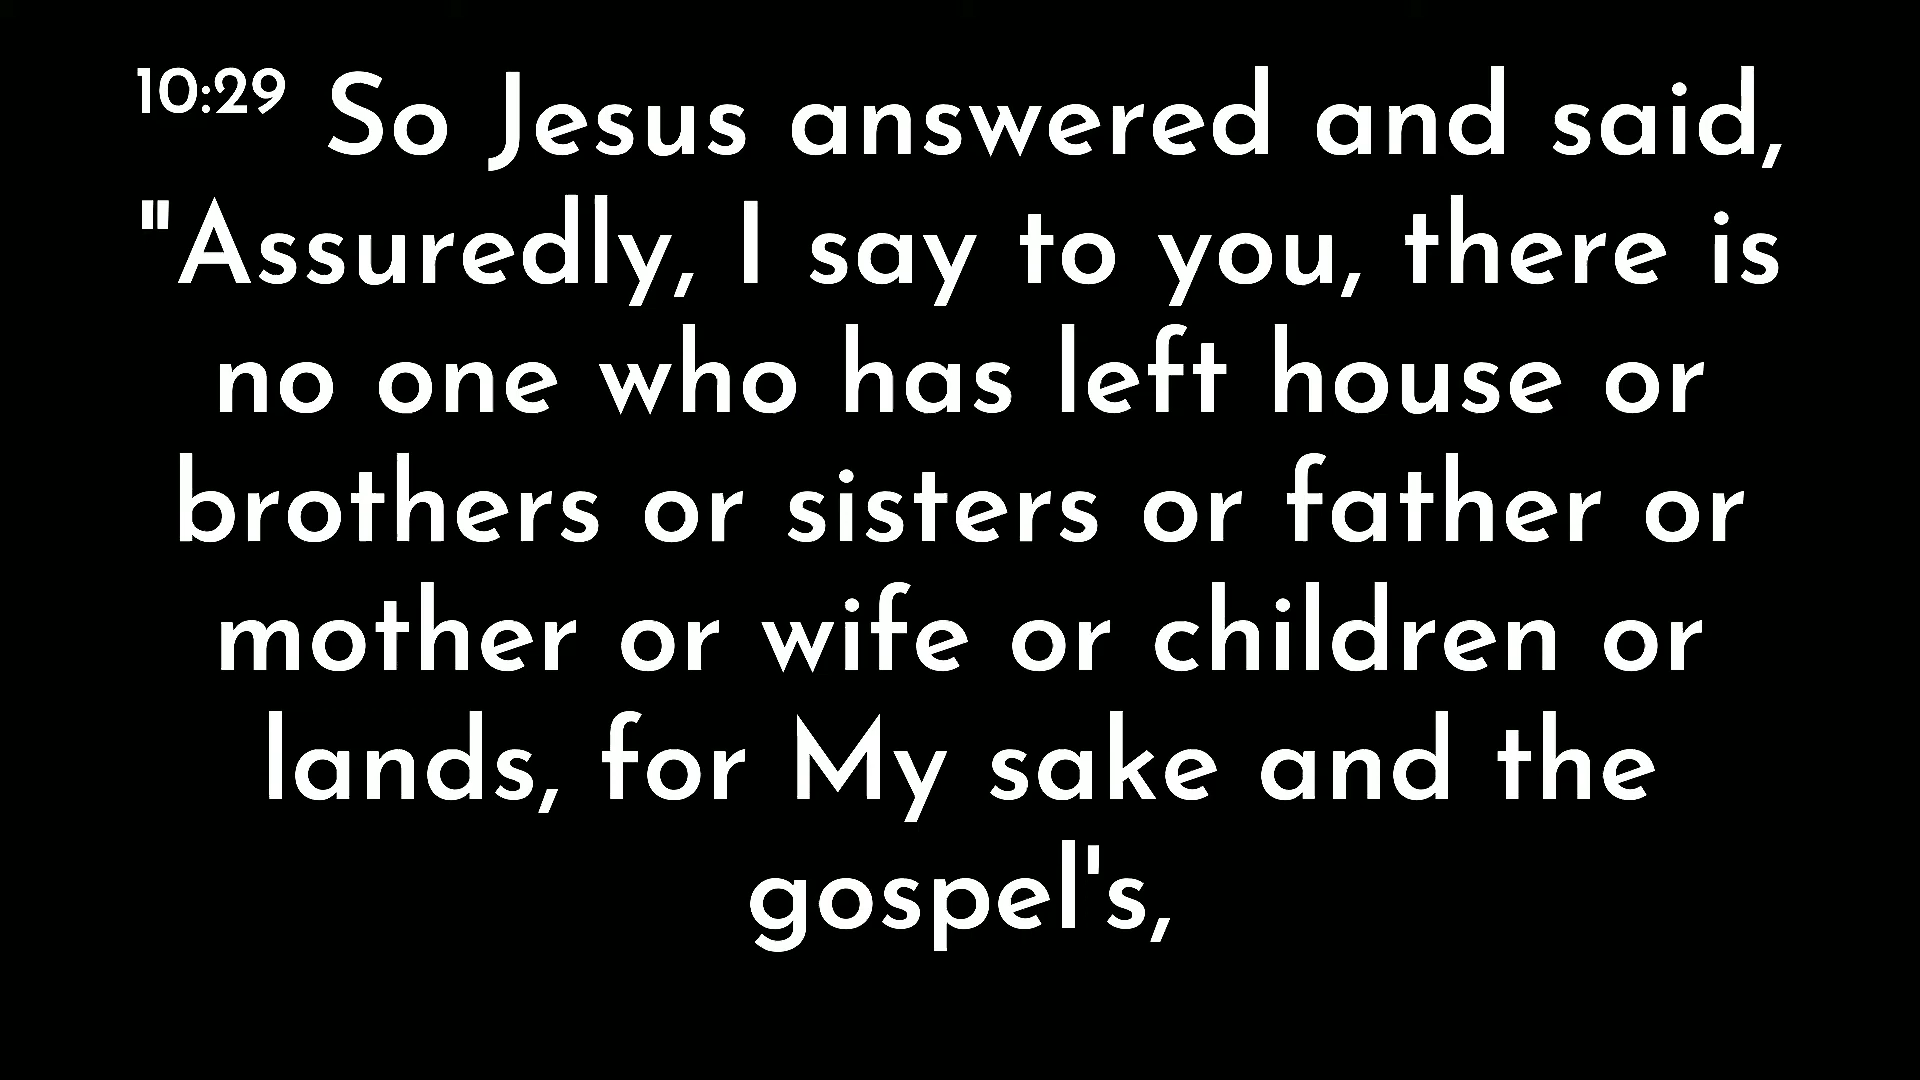 10:29 So Jesus answered and said,
"Assuredly, I say to you, there is
no one who has left house or
brothers or sisters or father or
mother or wife or children or
lands, for My sake and the
gospel's,